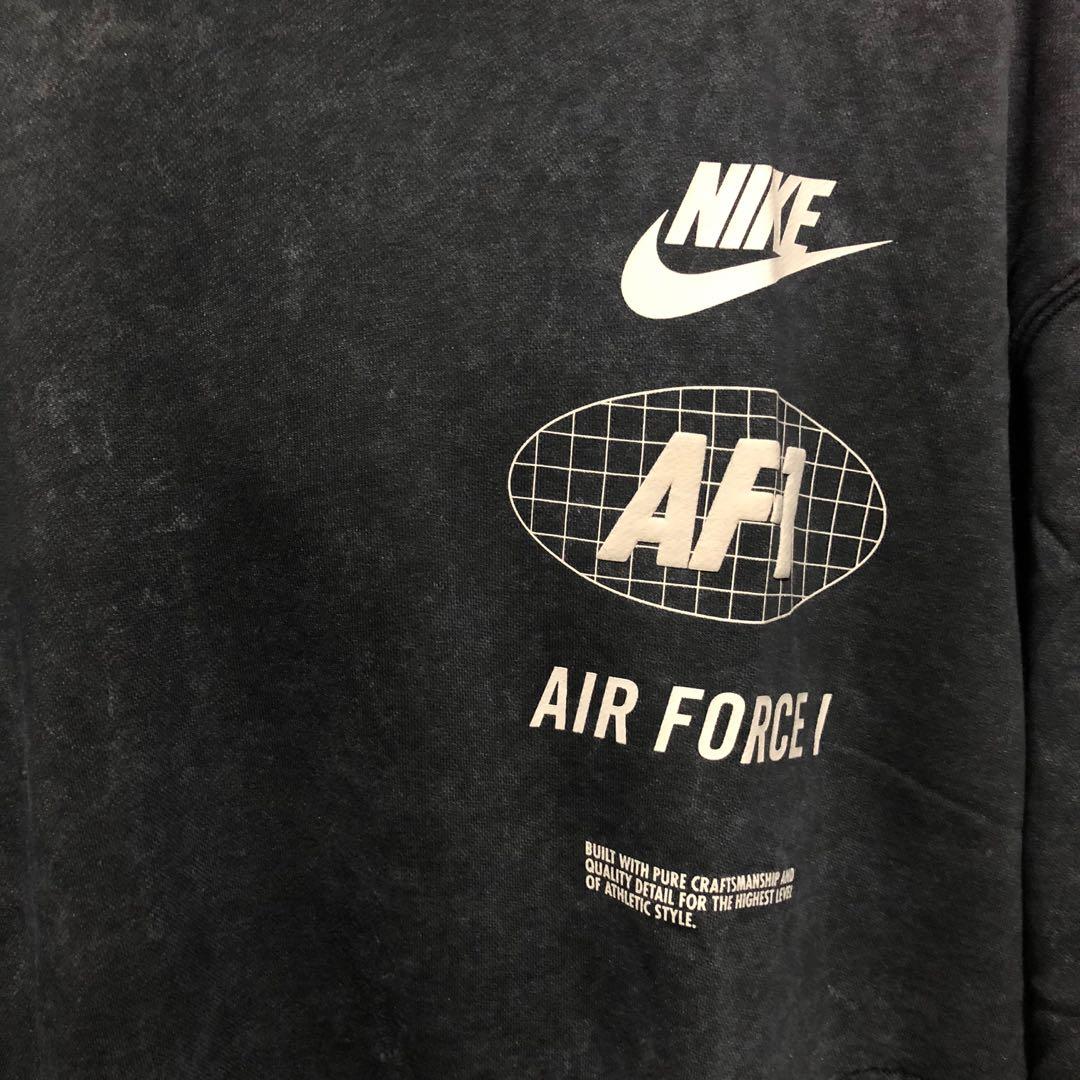 NIKE
AF1
AIR FORCE 1
BUILT WITH PURE CRAFTSMANSHIP AND
QUALITY DETAIL FOR THE HIGHEST LEVEL
OF ATHLETIC STYLE.